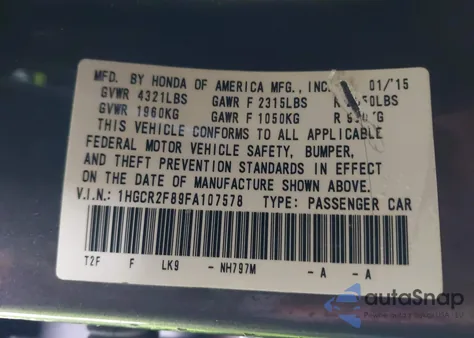 MFD. BY HONDA OF AMERICA MFG., INC. 01/'15
GVWR 4321LBS GAWR F 2315LBS R
GVWR 1960KG GAWR F 1050KG R
THIS VEHICLE CONFORMS TO ALL APPLICABLE
FEDERAL MOTOR VEHICLE SAFETY, BUMPER,
AND THEFT PREVENTION STANDARDS IN EFFECT
ON THE DATE OF MANUFACTURE SHOWN ABOVE.
V.I.N.: 1HGCR2F89FA107578 TYPE: PASSENGER CAR
T2F F LK9 - NH797M - A - A
autoSnap